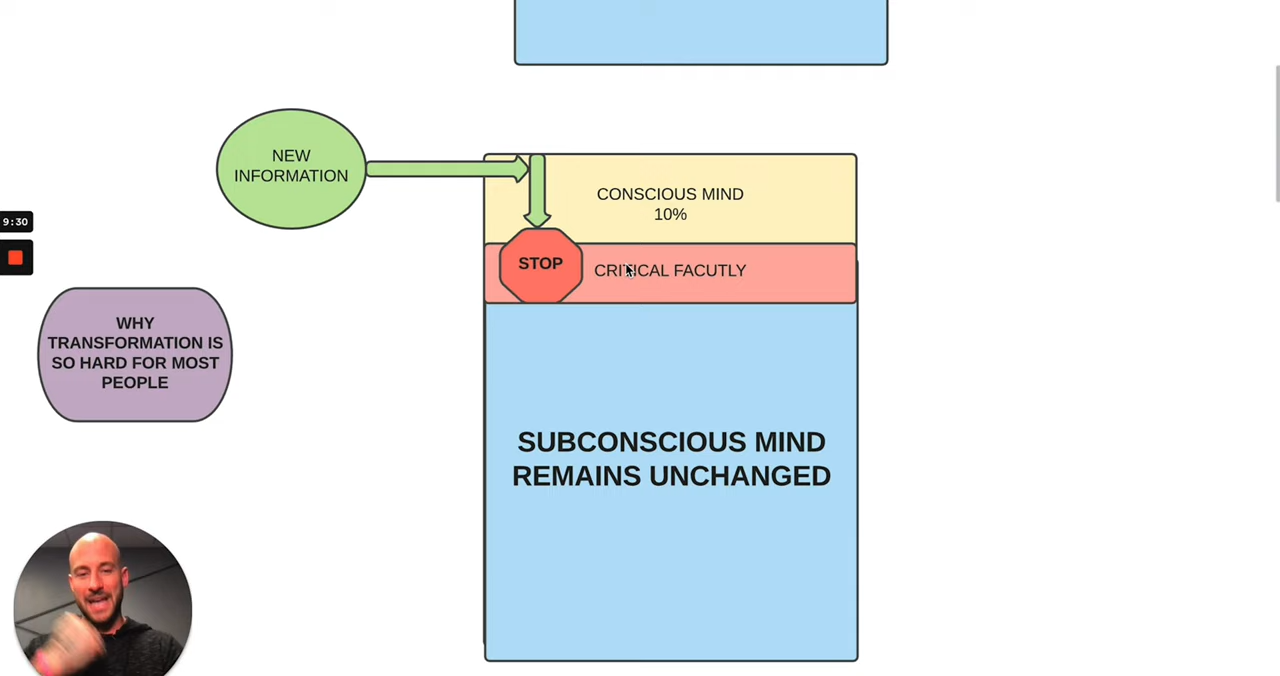 NEW
INFORMATION
CONSCIOUS MIND
10%
STOP
CRITICAL FACUTLY
9:30
WHY
TRANSFORMATION IS
SO HARD FOR MOST
PEOPLE
SUBCONSCIOUS MIND
REMAINS UNCHANGED